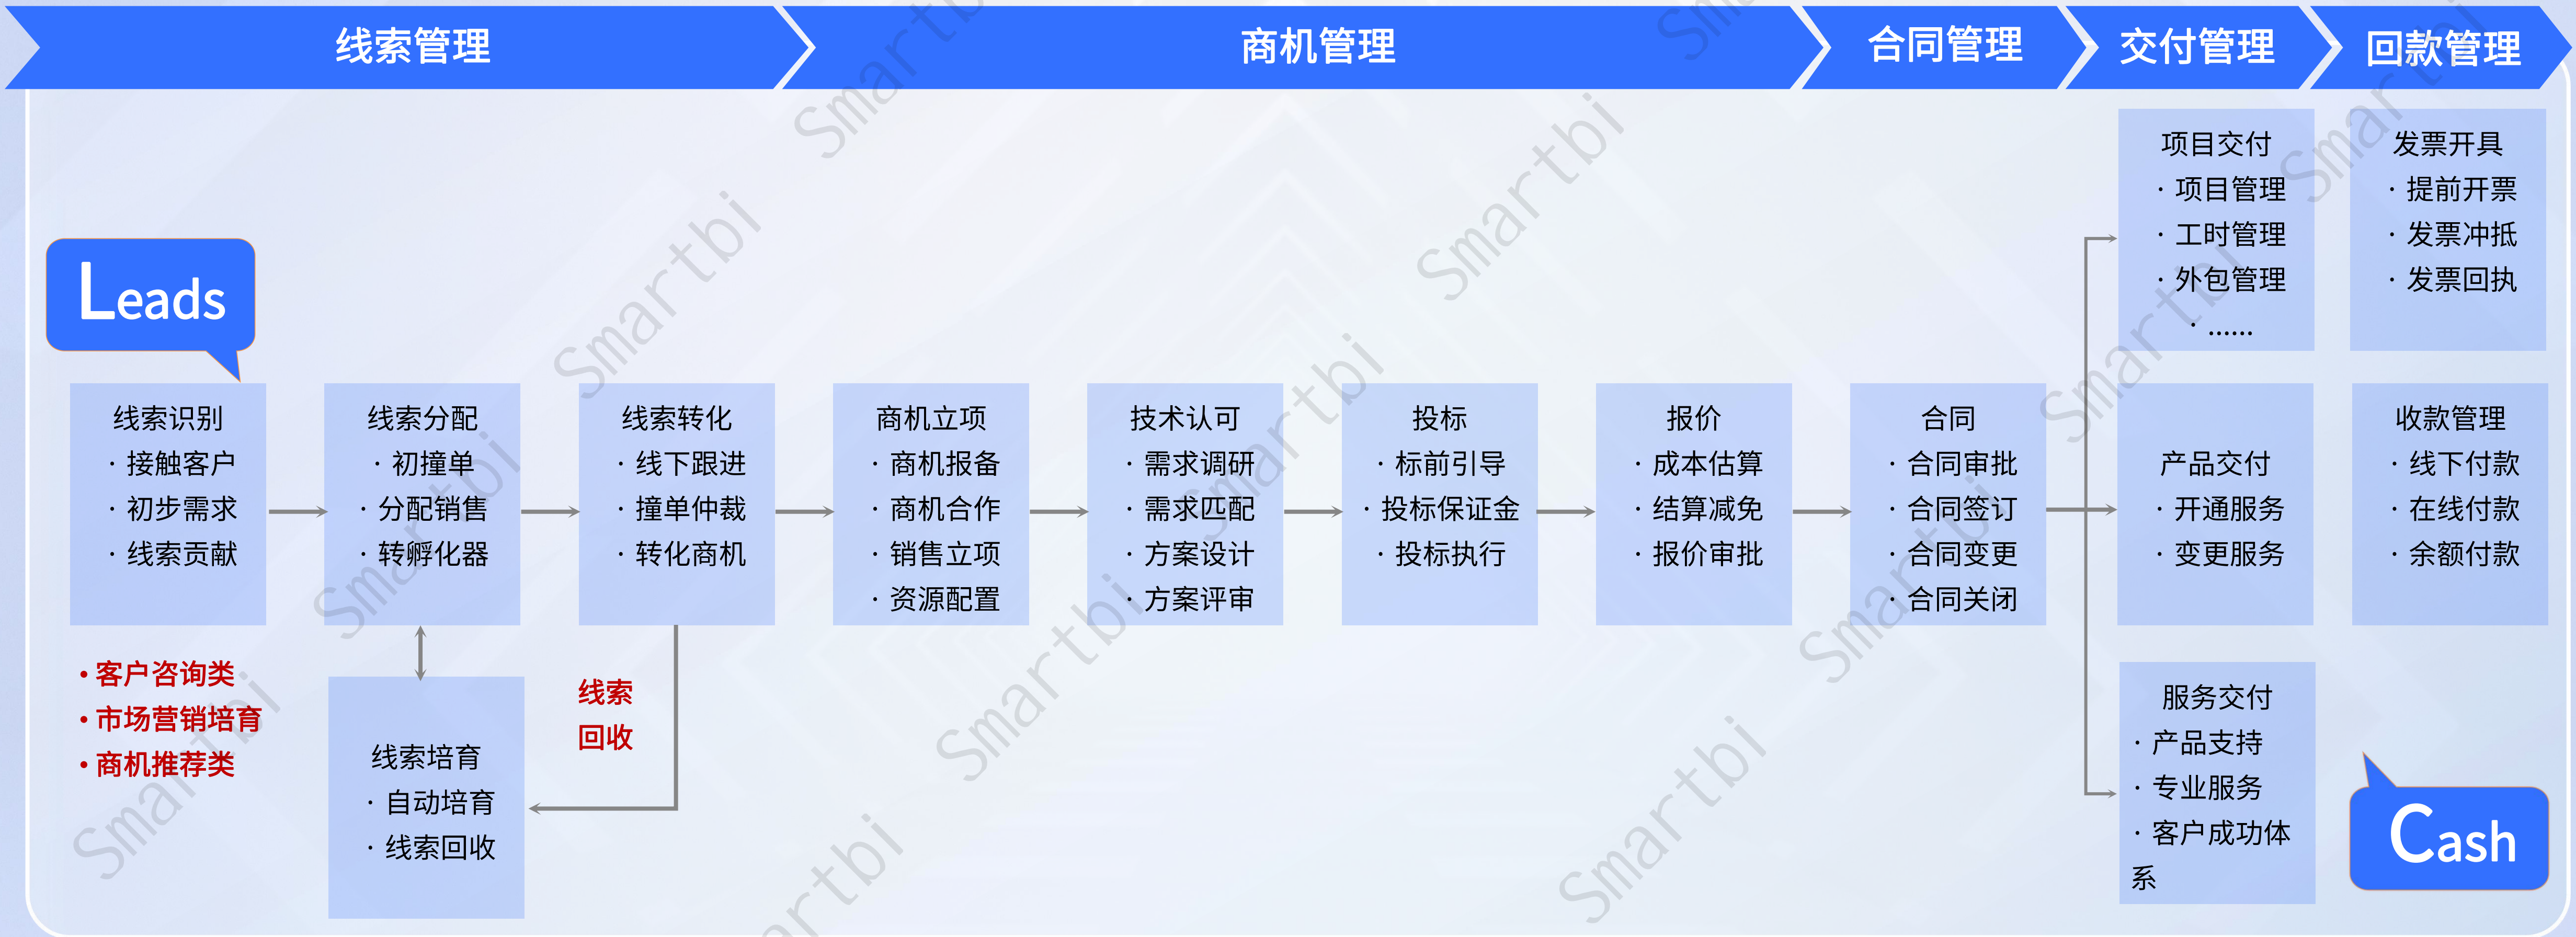 线索管理
商机管理
合同管理
交付管理
回款管理
Leads
线索识别
· 接触客户
· 初步需求
· 线索贡献
• 客户咨询类
• 市场营销培育
• 商机推荐类
线索分配
· 初撞单
· 分配销售
· 转孵化器
线索培育
· 自动培育
· 线索回收
线索转化
· 线下跟进
· 撞单仲裁
· 转化商机
线索
回收
商机立项
· 商机报备
· 商机合作
· 销售立项
· 资源配置
技术认可
· 需求调研
· 需求匹配
· 方案设计
· 方案评审
投标
· 标前引导
· 投标保证金
· 投标执行
报价
· 成本估算
· 结算减免
· 报价审批
合同
· 合同审批
· 合同签订
· 合同变更
· 合同关闭
项目交付
· 项目管理
· 工时管理
· 外包管理
· ......
产品交付
· 开通服务
· 变更服务
服务交付
· 产品支持
· 专业服务
· 客户成功体
系
发票开具
· 提前开票
· 发票冲抵
· 发票回执
收款管理
· 线下付款
· 在线付款
· 余额付款
Cash
Smartbi
Smartbi
Smartbi
Smartbi
Smartbi
Smartbi
Smartbi
Smartbi
Smartbi
Smartbi
Smartbi
Smartbi
Smartbi
Smartbi